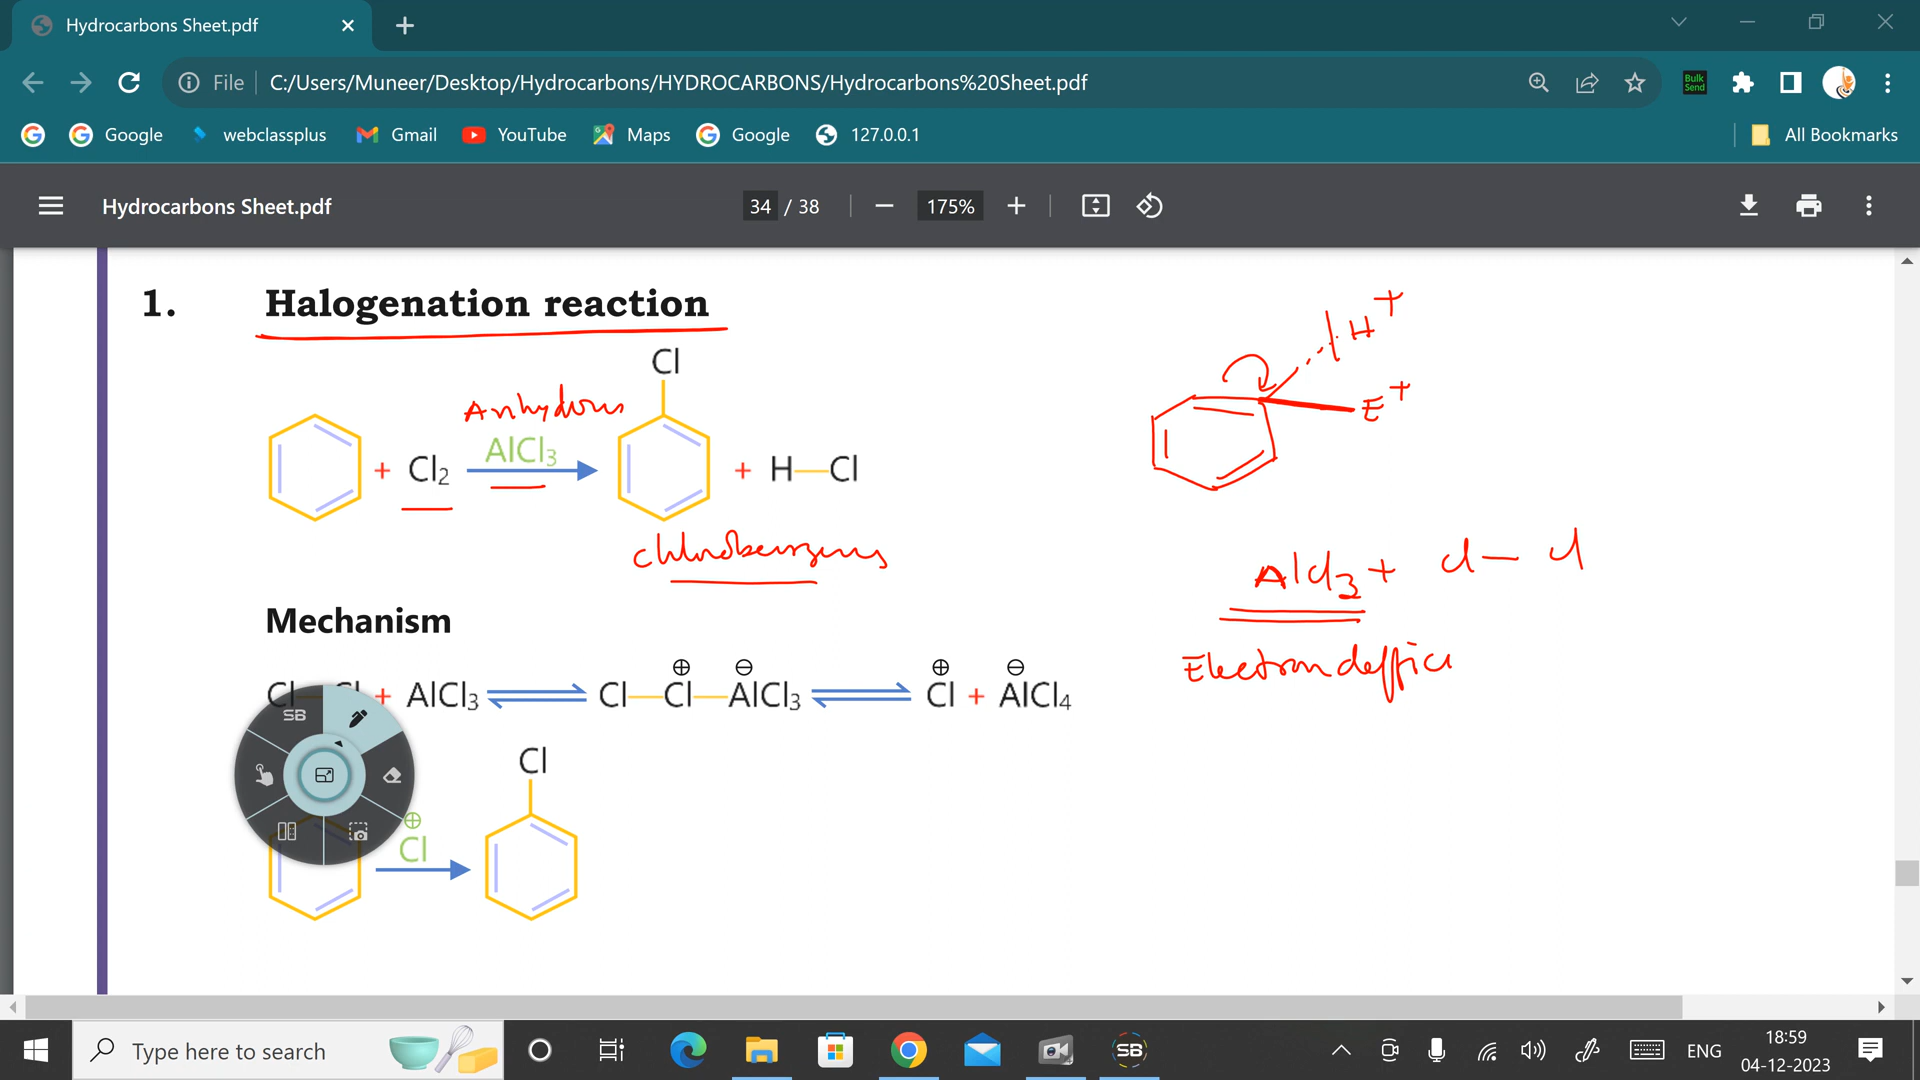 Hydrocarbons Sheet.pdf
File
C:/Users/Muneer/Desktop/Hydrocarbons/HYDROCARBONS/Hydrocarbons%20Sheet.pdf
Bulk Send
Google webclassplus Gmail YouTube Maps Google 127.0.0.1 All Bookmarks
Hydrocarbons Sheet.pdf 34 / 38 175%
1. Halogenation reaction
H+
E+
Cl
Anhydrous
AlCl3
+ Cl2 + H—Cl
AlCl3 + Cl — Cl
Mechanism
Electron
⊕ ⊖ ⊕ ⊖
+ AlCl3 Cl—Cl—AlCl3 Cl + AlCl4
SB
Cl
⊕
Cl
Type here to search
SB
ENG
18:59
04-12-2023